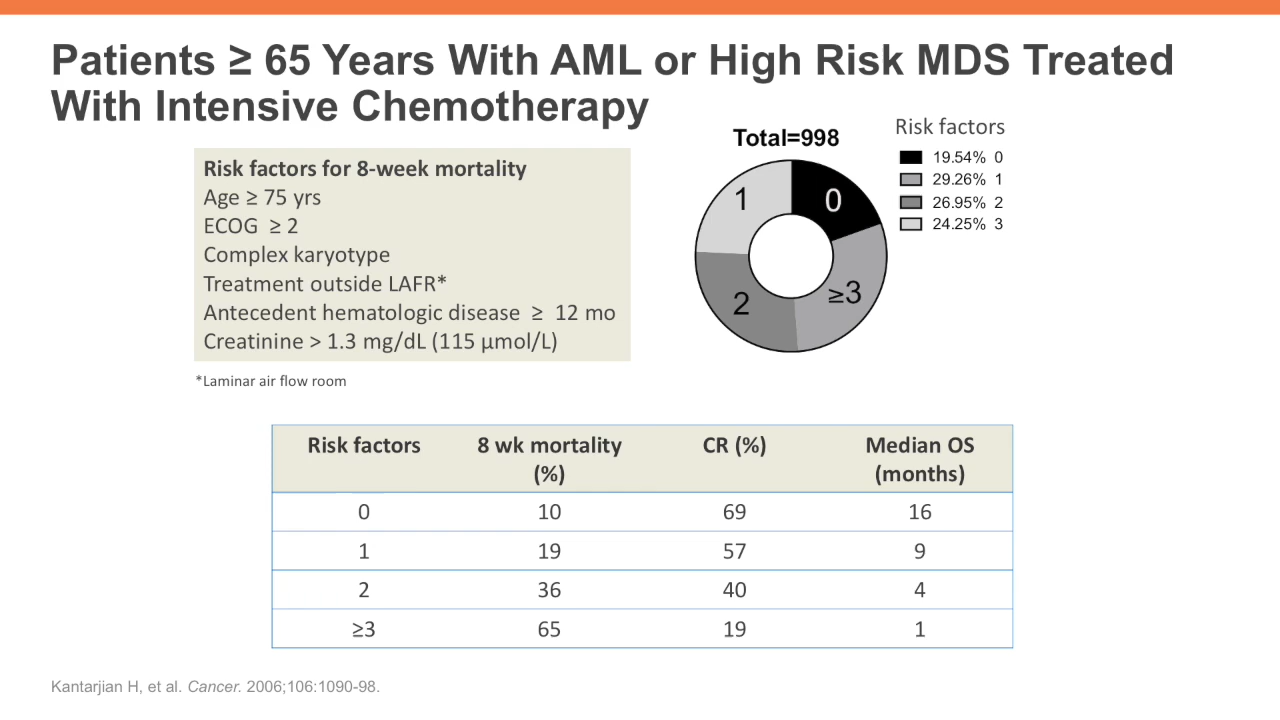 Patients ≥ 65 Years With AML or High Risk MDS Treated
With Intensive Chemotherapy
Risk factors for 8-week mortality
Age ≥ 75 yrs
ECOG ≥ 2
Complex karyotype
Treatment outside LAFR*
Antecedent hematologic disease ≥ 12 mo
Creatinine > 1.3 mg/dL (115 µmol/L)
*Laminar air flow room
Total=998
1
0
2
≥3
Risk factors
19.54% 0
29.26% 1
26.95% 2
24.25% 3
Risk factors 8 wk mortality CR (%) Median OS
(%) (months)
0 10 69 16
1 19 57 9
2 36 40 4
≥3 65 19 1
Kantarjian H, et al. Cancer. 2006;106:1090-98.